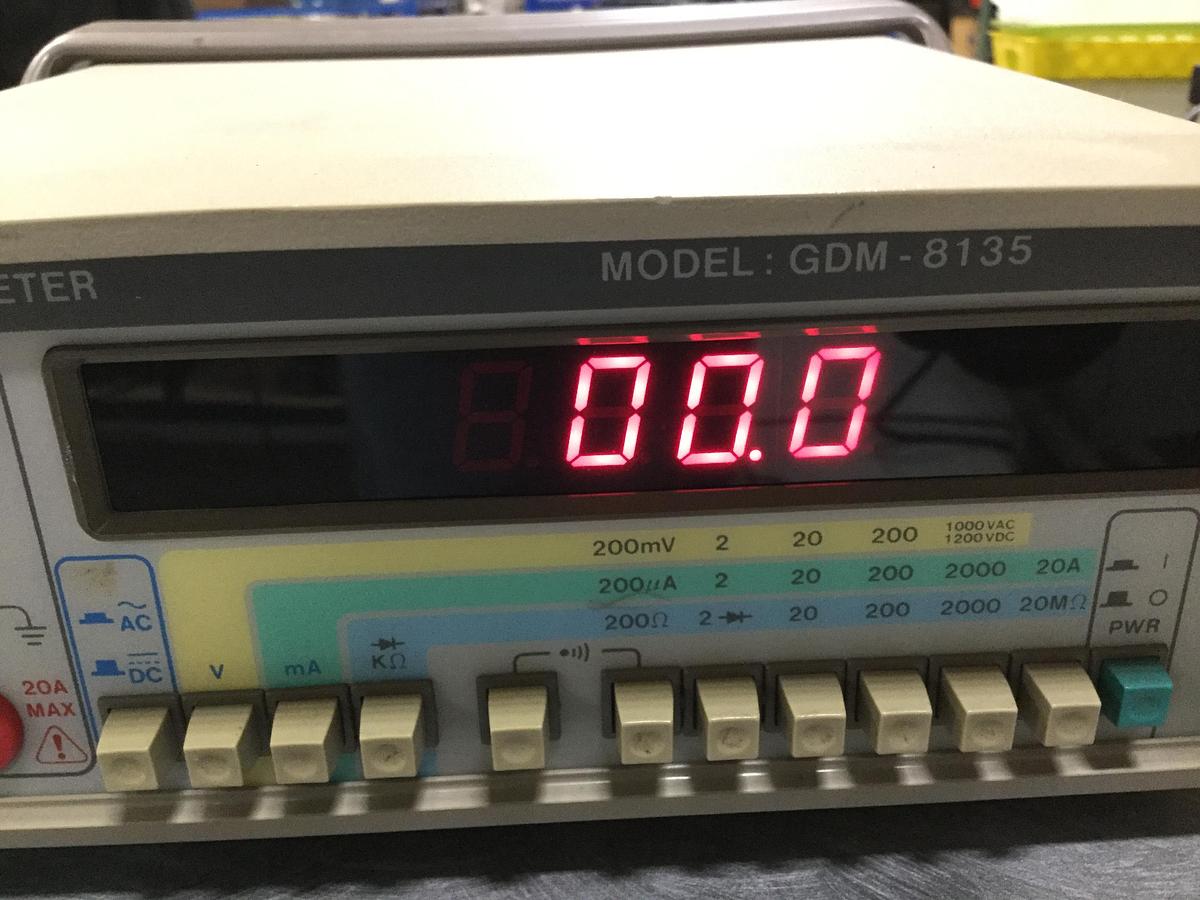 ETER
MODEL : GDM - 8135
00.0
200mV 2 20 200 1000 VAC
1200 VDC
200µA 2 20 200 2000 20A
200Ω 2 20 200 2000 20MΩ
AC
DC
V
mA
KΩ
20A
MAX
!
I
O
PWR